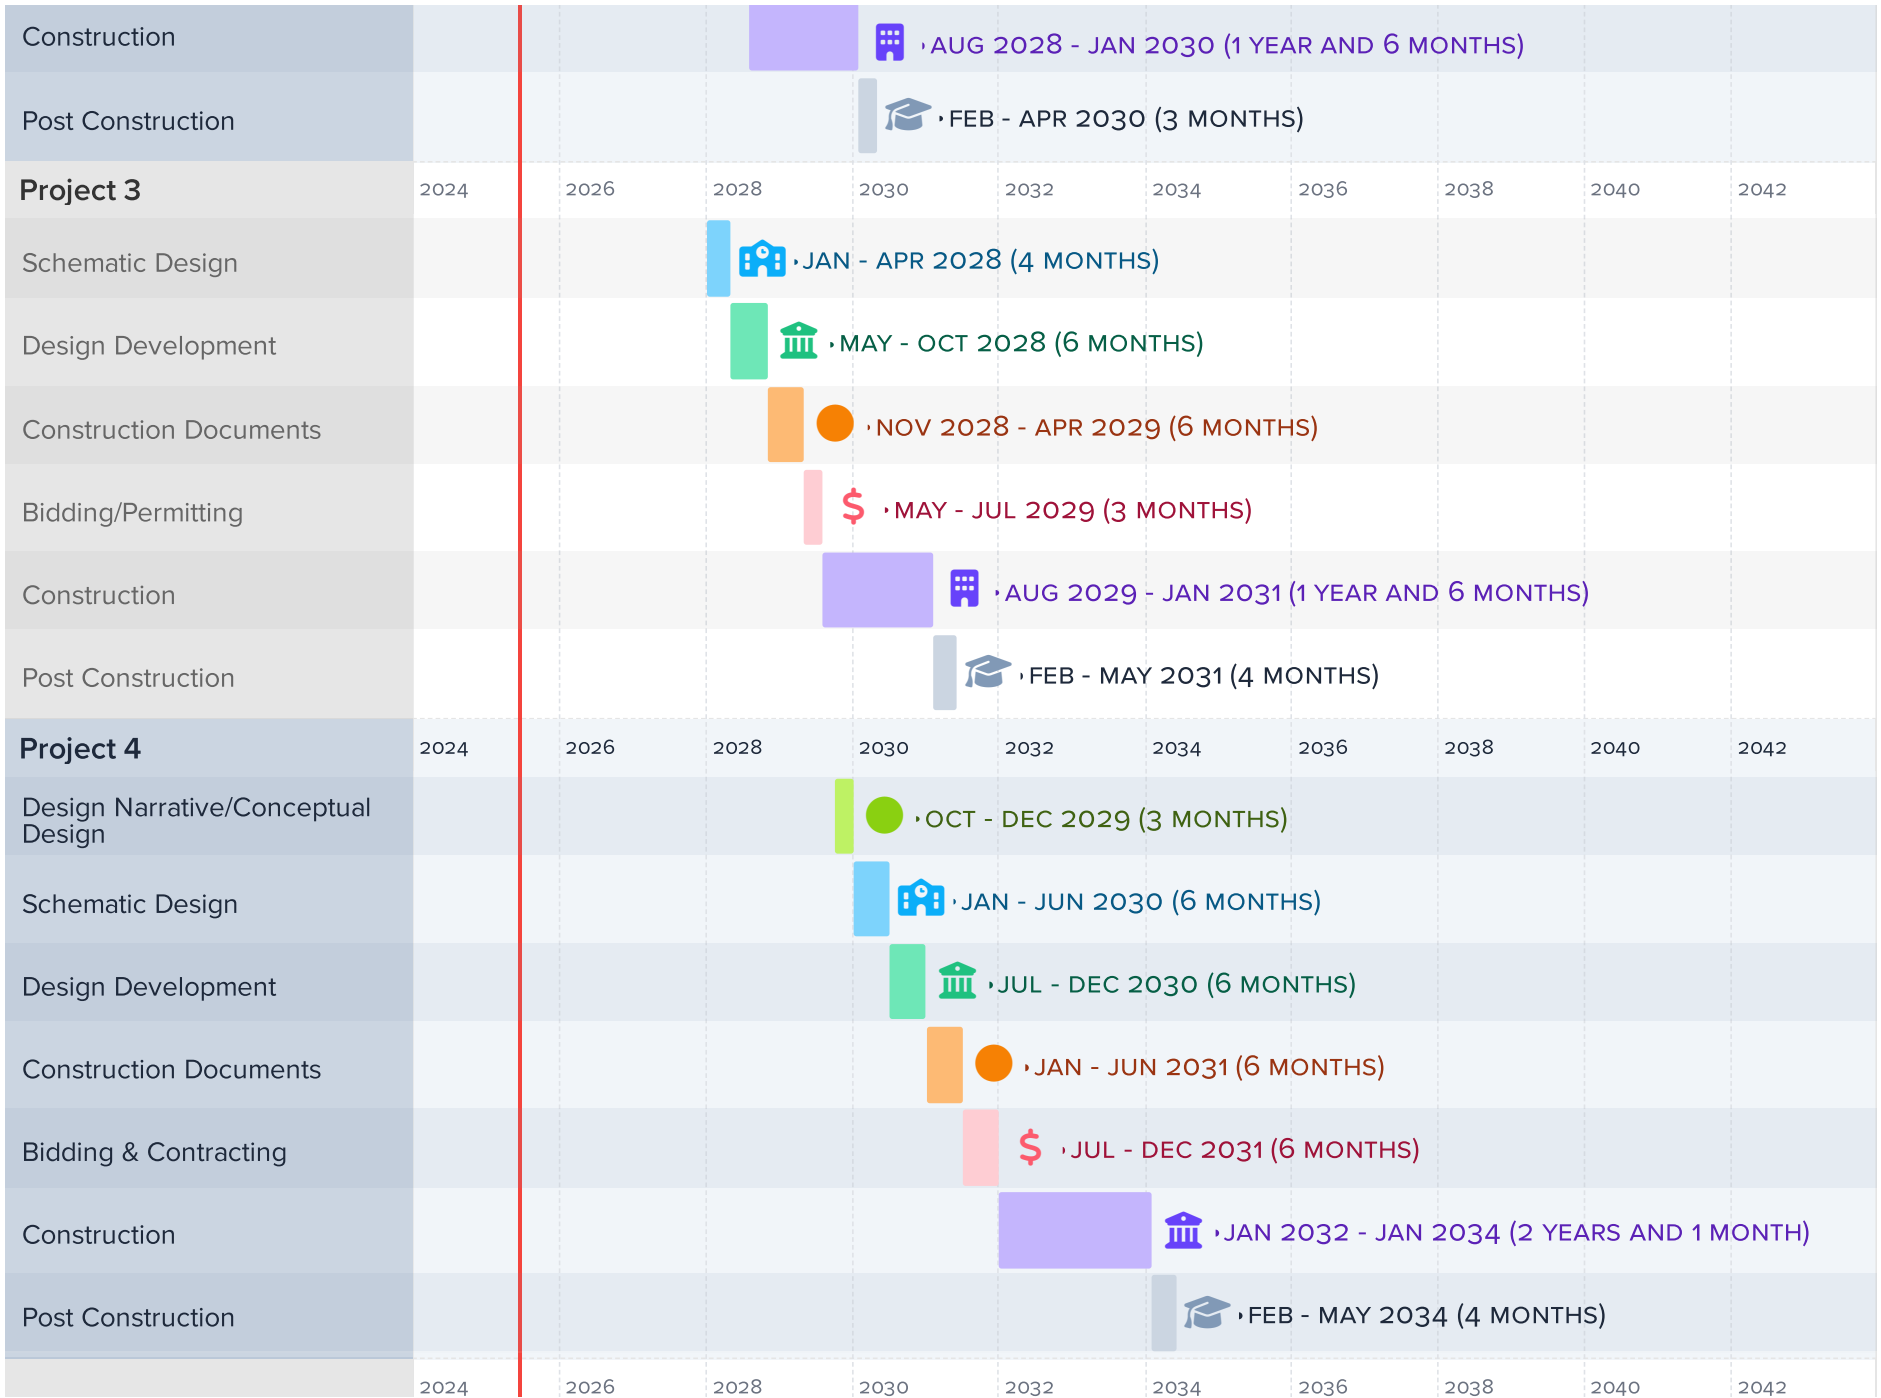 Construction
AUG 2028 - JAN 2030 (1 YEAR AND 6 MONTHS)
Post Construction
FEB - APR 2030 (3 MONTHS)
Project 3
2024 2026 2028 2030 2032 2034 2036 2038 2040 2042
Schematic Design
JAN - APR 2028 (4 MONTHS)
Design Development
MAY - OCT 2028 (6 MONTHS)
Construction Documents
NOV 2028 - APR 2029 (6 MONTHS)
Bidding/Permitting
$
MAY - JUL 2029 (3 MONTHS)
Construction
AUG 2029 - JAN 2031 (1 YEAR AND 6 MONTHS)
Post Construction
FEB - MAY 2031 (4 MONTHS)
Project 4
2024 2026 2028 2030 2032 2034 2036 2038 2040 2042
Design Narrative/Conceptual
Design
OCT - DEC 2029 (3 MONTHS)
Schematic Design
JAN - JUN 2030 (6 MONTHS)
Design Development
JUL - DEC 2030 (6 MONTHS)
Construction Documents
JAN - JUN 2031 (6 MONTHS)
Bidding & Contracting
$
JUL - DEC 2031 (6 MONTHS)
Construction
JAN 2032 - JAN 2034 (2 YEARS AND 1 MONTH)
Post Construction
FEB - MAY 2034 (4 MONTHS)
2024 2026 2028 2030 2032 2034 2036 2038 2040 2042